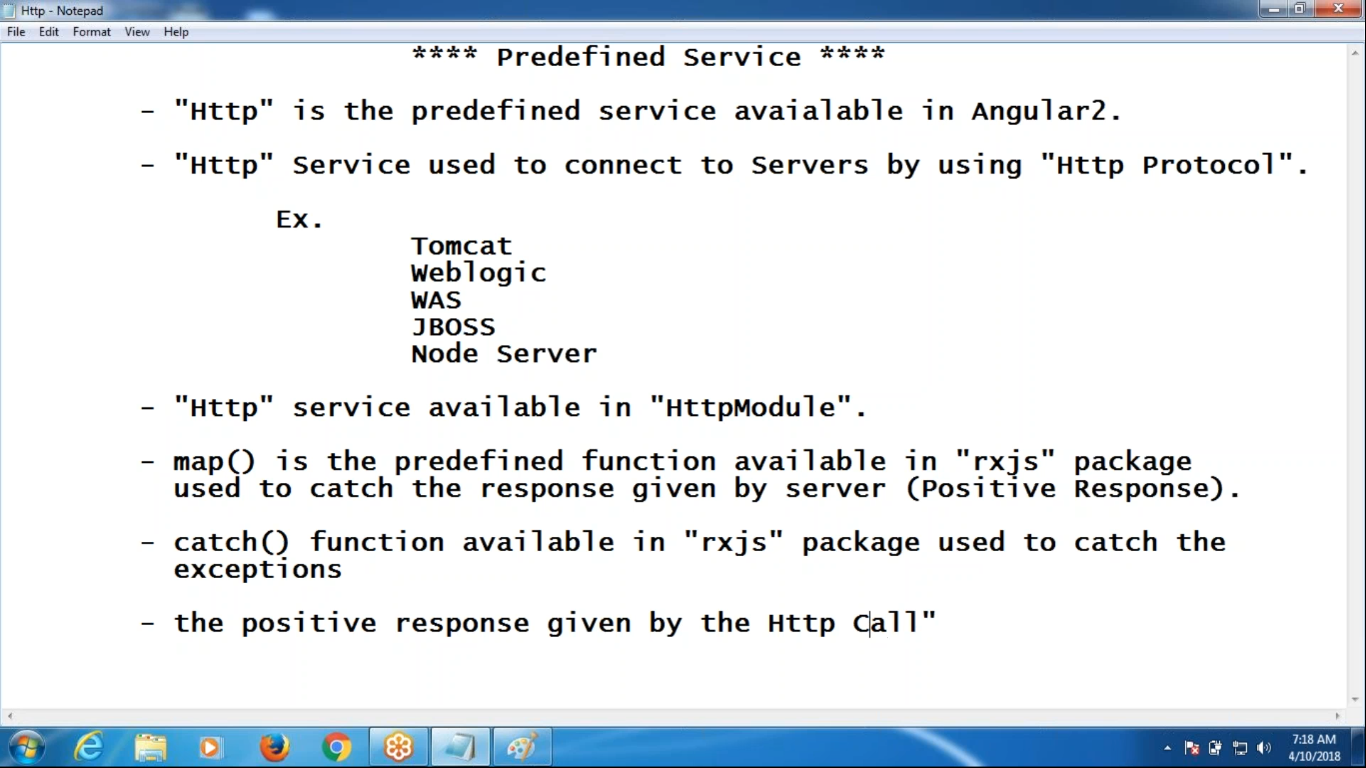 Http - Notepad
File Edit Format View Help
**** Predefined Service ****
- "Http" is the predefined service avaialable in Angular2.
- "Http" Service used to connect to Servers by using "Http Protocol".
Ex.
Tomcat
Weblogic
WAS
JBOSS
Node Server
- "Http" service available in "HttpModule".
- map() is the predefined function available in "rxjs" package
used to catch the response given by server (Positive Response).
- catch() function available in "rxjs" package used to catch the
exceptions
- the positive response given by the Http Call"
7:18 AM
4/10/2018